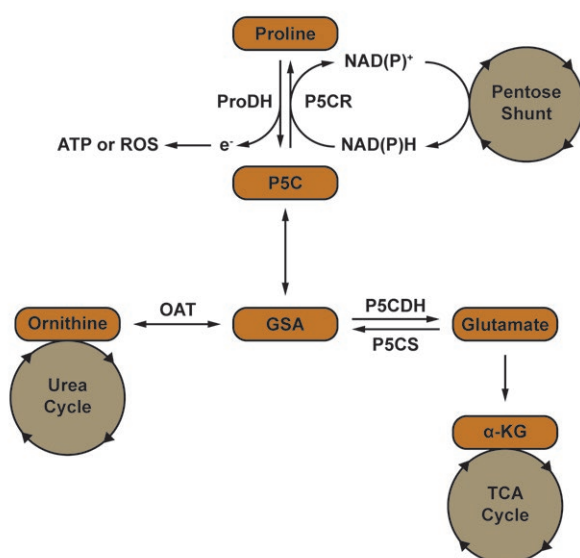 Proline
NAD(P)+
ProDH
P5CR
Pentose
Shunt
ATP or ROS
e-
NAD(P)H
P5C
Ornithine
OAT
GSA
P5CDH
P5CS
Glutamate
Urea
Cycle
α-KG
TCA
Cycle